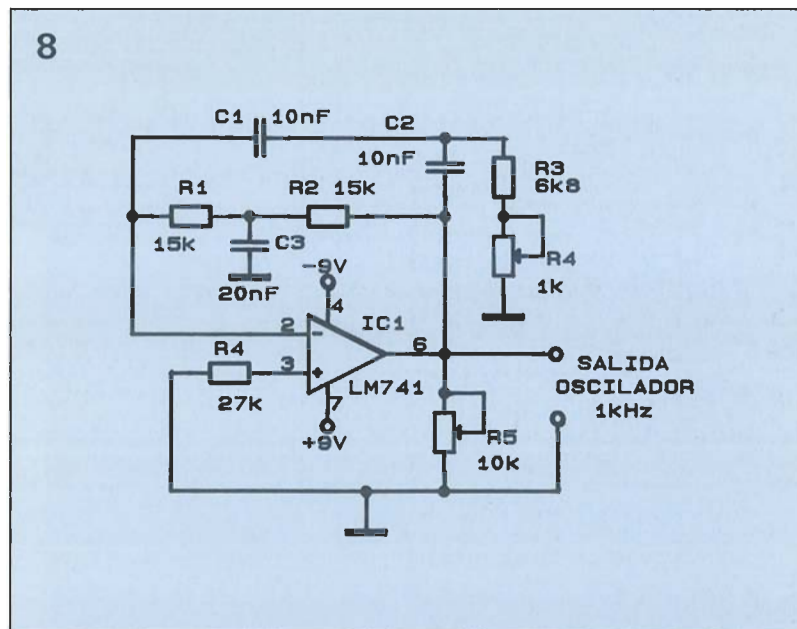 8
C1 10nF C2
10nF
R3
6k8
R1 R2 15k
15k C3
20nF
R4
1k
-9V
4
IC1
2 -
6
R4 3 +
27k LM741
7
+9V
SALIDA
OSCILADOR
1kHz
R5
10k